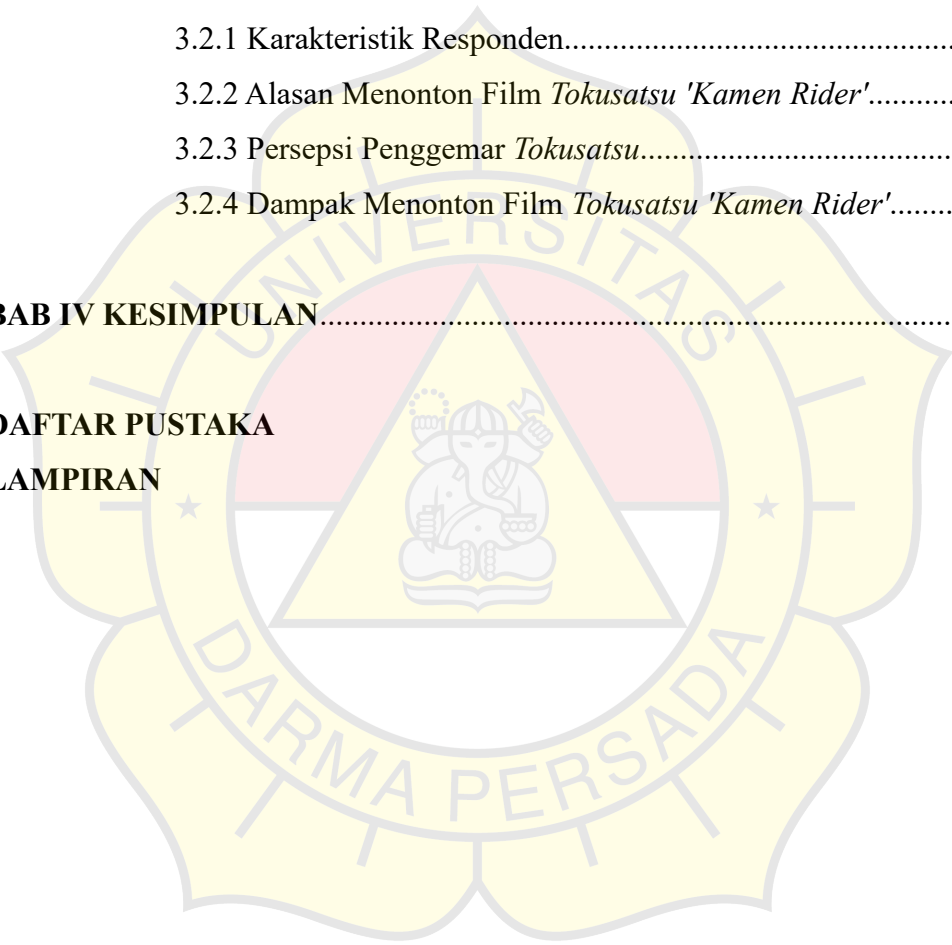 3.2.1 Karakteristik Responden.......................................................
3.2.2 Alasan Menonton Film Tokusatsu 'Kamen Rider'............
3.2.3 Persepsi Penggemar Tokusatsu............................................
3.2.4 Dampak Menonton Film Tokusatsu 'Kamen Rider'.........
BAB IV KESIMPULAN...................................................................................
DAFTAR PUSTAKA
LAMPIRAN
UNIVERSITAS
DARMA PERSADA